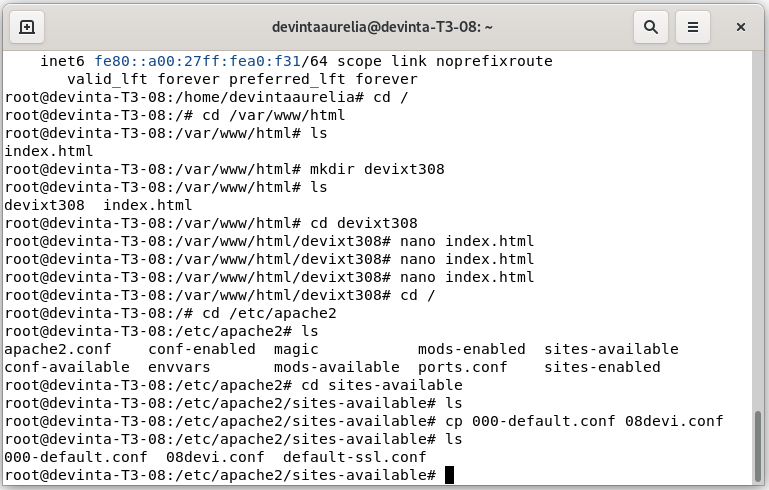 devintaaurelia@devinta-T3-08: ~
inet6 fe80::a00:27ff:fea0:f31/64 scope link noprefixroute
valid_lft forever preferred_lft forever
root@devinta-T3-08:/home/devintaaurelia# cd /
root@devinta-T3-08:/# cd /var/www/html
root@devinta-T3-08:/var/www/html# ls
index.html
root@devinta-T3-08:/var/www/html# mkdir devixt308
root@devinta-T3-08:/var/www/html# ls
devixt308  index.html
root@devinta-T3-08:/var/www/html# cd devixt308
root@devinta-T3-08:/var/www/html/devixt308# nano index.html
root@devinta-T3-08:/var/www/html/devixt308# nano index.html
root@devinta-T3-08:/var/www/html/devixt308# nano index.html
root@devinta-T3-08:/var/www/html/devixt308# cd /
root@devinta-T3-08:/# cd /etc/apache2
root@devinta-T3-08:/etc/apache2# ls
apache2.conf    conf-enabled  magic           mods-enabled  sites-available
conf-available  envvars       mods-available  ports.conf    sites-enabled
root@devinta-T3-08:/etc/apache2# cd sites-available
root@devinta-T3-08:/etc/apache2/sites-available# ls
root@devinta-T3-08:/etc/apache2/sites-available# cp 000-default.conf 08devi.conf
root@devinta-T3-08:/etc/apache2/sites-available# ls
000-default.conf  08devi.conf  default-ssl.conf
root@devinta-T3-08:/etc/apache2/sites-available#